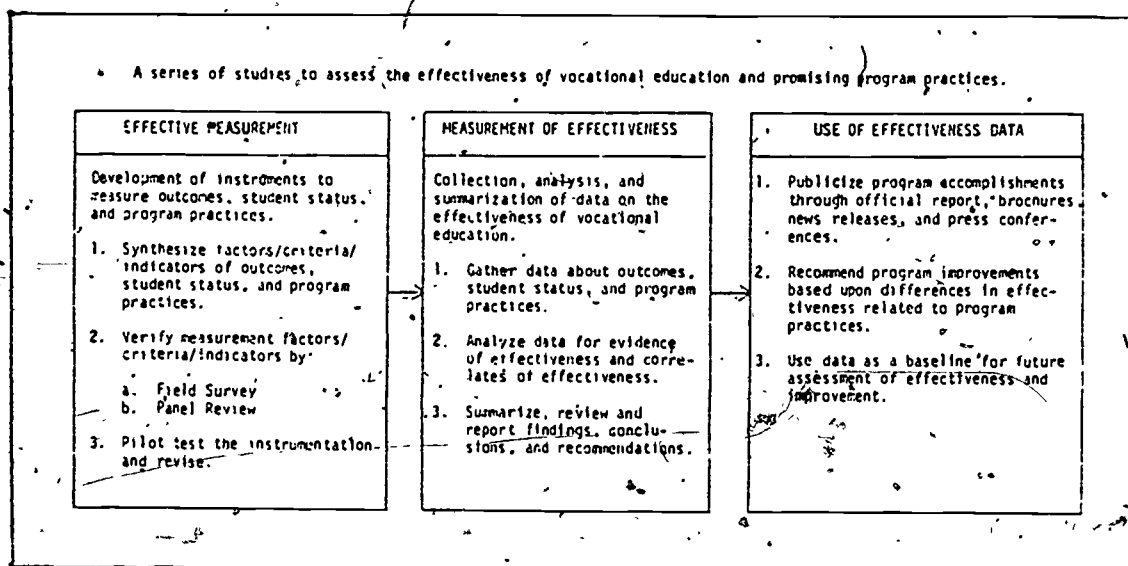 A series of studies to assess the effectiveness of vocational education and promising program practices.
EFFECTIVE MEASUREMENT
Development of instruments to
measure outcomes, student status,
and program practices.
1. Synthesize factors/criteria/
indicators of outcomes,
student status, and program
practices.
2. Verify measurement factors/
criteria/indicators by
a. Field Survey
b. Panel Review
3. Pilot test the instrumentation
and revise.
MEASUREMENT OF EFFECTIVENESS
Collection, analysis, and
summarization of data on the
effectiveness of vocational
education.
1. Gather data about outcomes,
student status, and program
practices.
2. Analyze data for evidence
of effectiveness and corre-
lates of effectiveness.
3. Summarize, review and
report findings, conclu-
sions, and recommendations.
USE OF EFFECTIVENESS DATA
1. Publicize program accomplishments
through official report, brochures,
news releases, and press confer-
ences.
2. Recommend program improvements
based upon differences in effec-
tiveness related to program
practices.
3. Use data as a baseline for future
assessment of effectiveness and
improvement.